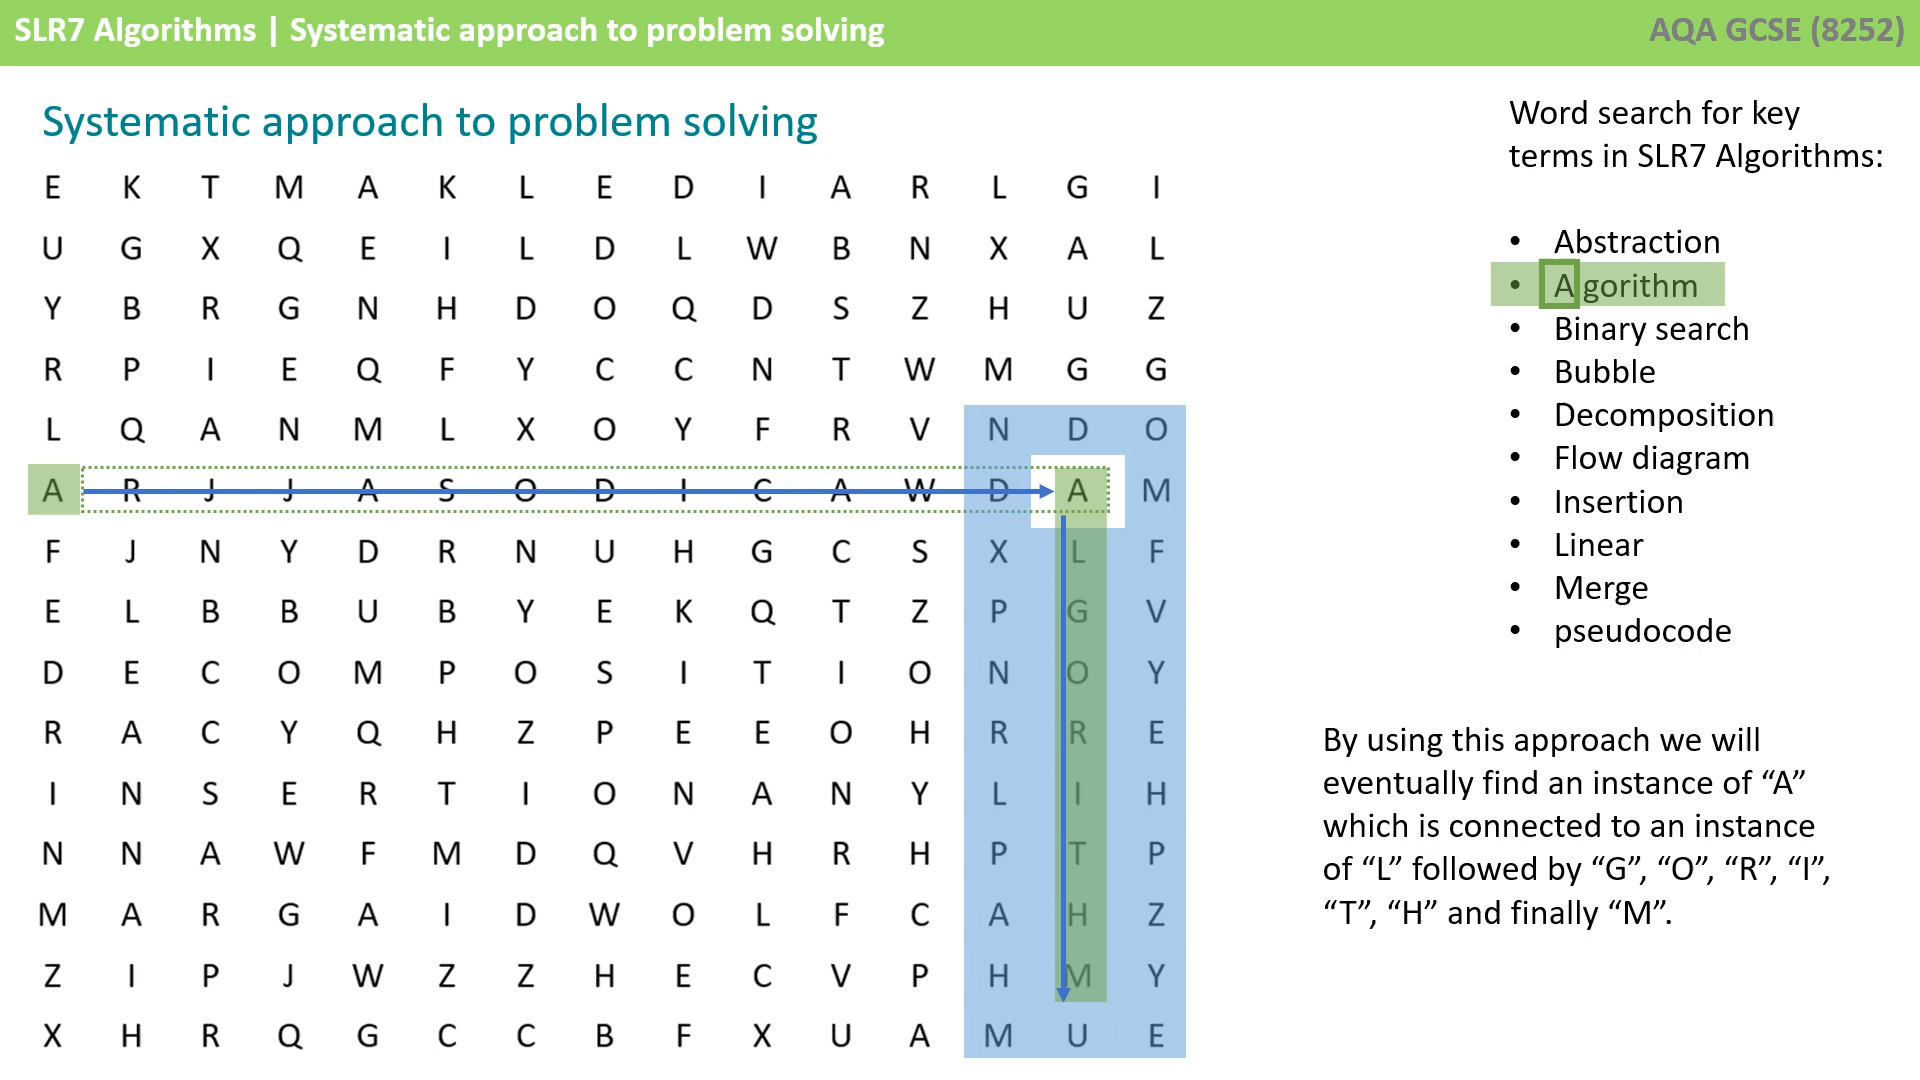 SLR7 Algorithms | Systematic approach to problem solving
AQA GCSE (8252)
Systematic approach to problem solving
E K T M A K L E D I A R L G I
U G X Q E I L D L W B N X A L
Y B R G N H D O Q D S Z H U Z
R P I E Q F Y C C N T W M G G
L Q A N M L X O Y F R V N D O
A R J J A S O D I C A W D A M
F J N Y D R N U H G C S X L F
E L B B U B Y E K Q T Z P G V
D E C O M P O S I T I O N O Y
R A C Y Q H Z P E E O H R R E
I N S E R T I O N A N Y L I H
N N A W F M D Q V H R H P T P
M A R G A I D W O L F C A H Z
Z I P J W Z Z H E C V P H M Y
X H R Q G C C B F X U A M U E
Word search for key
terms in SLR7 Algorithms:
• Abstraction
• Algorithm
• Binary search
• Bubble
• Decomposition
• Flow diagram
• Insertion
• Linear
• Merge
• pseudocode
By using this approach we will
eventually find an instance of “A”
which is connected to an instance
of “L” followed by “G”, “O”, “R”, “I”,
“T”, “H” and finally “M”.